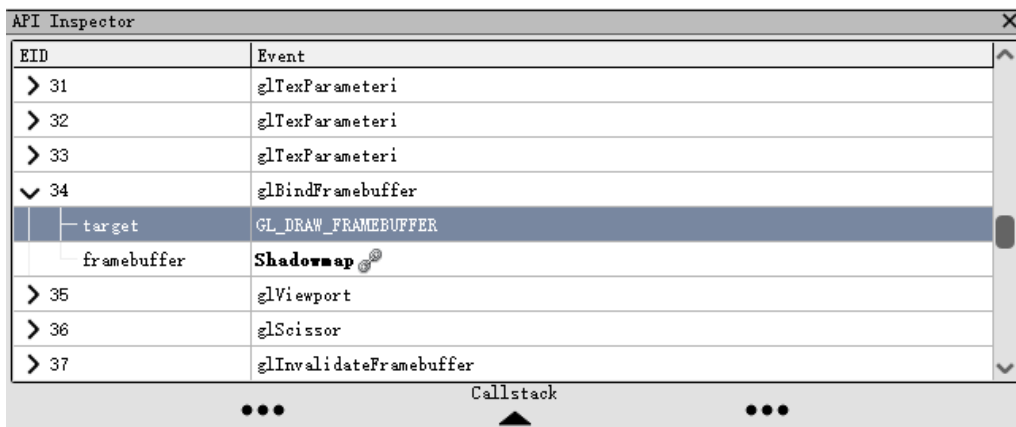 API Inspector
EID Event
31 glTexParameteri
32 glTexParameteri
33 glTexParameteri
34 glBindFramebuffer
target GL_DRAW_FRAMEBUFFER
framebuffer Shadowmap
35 glViewport
36 glScissor
37 glInvalidateFramebuffer
Callstack